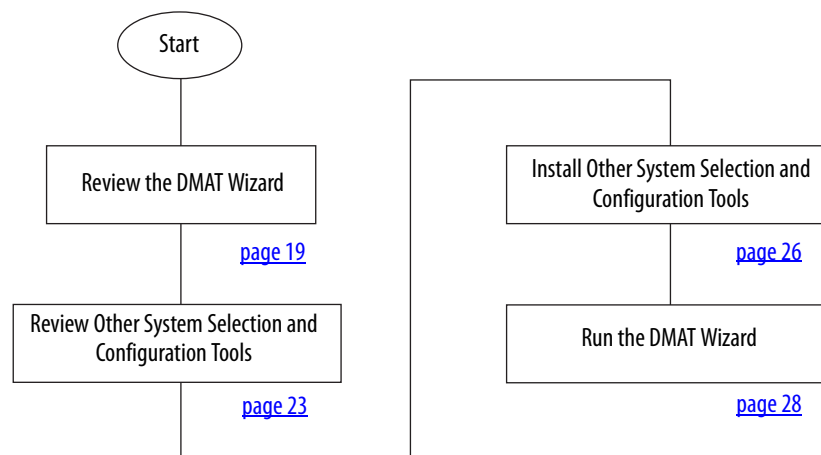 Start
Review the DMAT Wizard
page 19
Review Other System Selection and
Configuration Tools
page 23
Install Other System Selection and
Configuration Tools
page 26
Run the DMAT Wizard
page 28